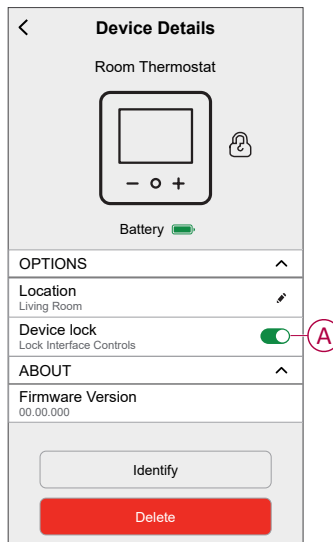 Device Details
Room Thermostat
Battery
OPTIONS
Location
Living Room
Device lock
Lock Interface Controls
A
ABOUT
Firmware Version
00.00.000
Identify
Delete